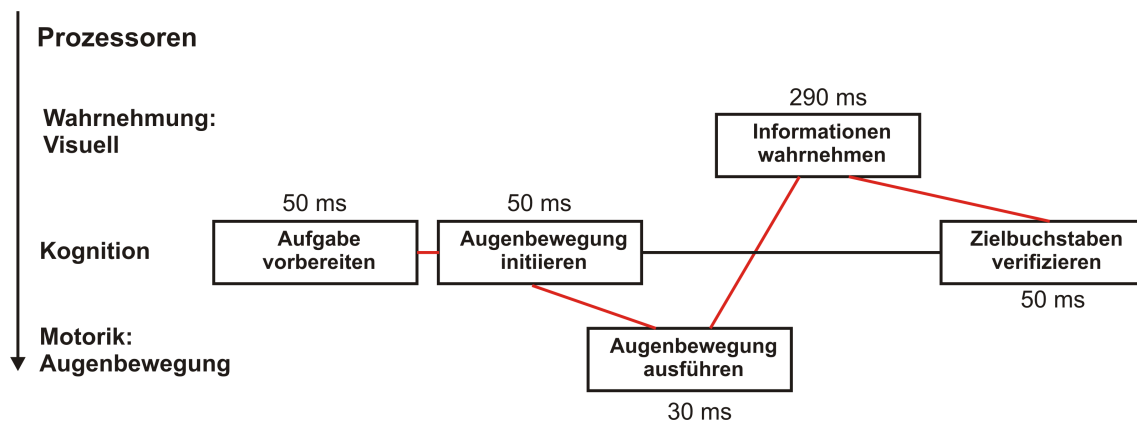 Prozessoren
Wahrnehmung:
Visuell
290 ms
Informationen
wahrnehmen
50 ms
50 ms
Kognition
Aufgabe
vorbereiten
Augenbewegung
initiieren
Zielbuchstaben
verifizieren
50 ms
Motorik:
Augenbewegung
Augenbewegung
ausführen
30 ms